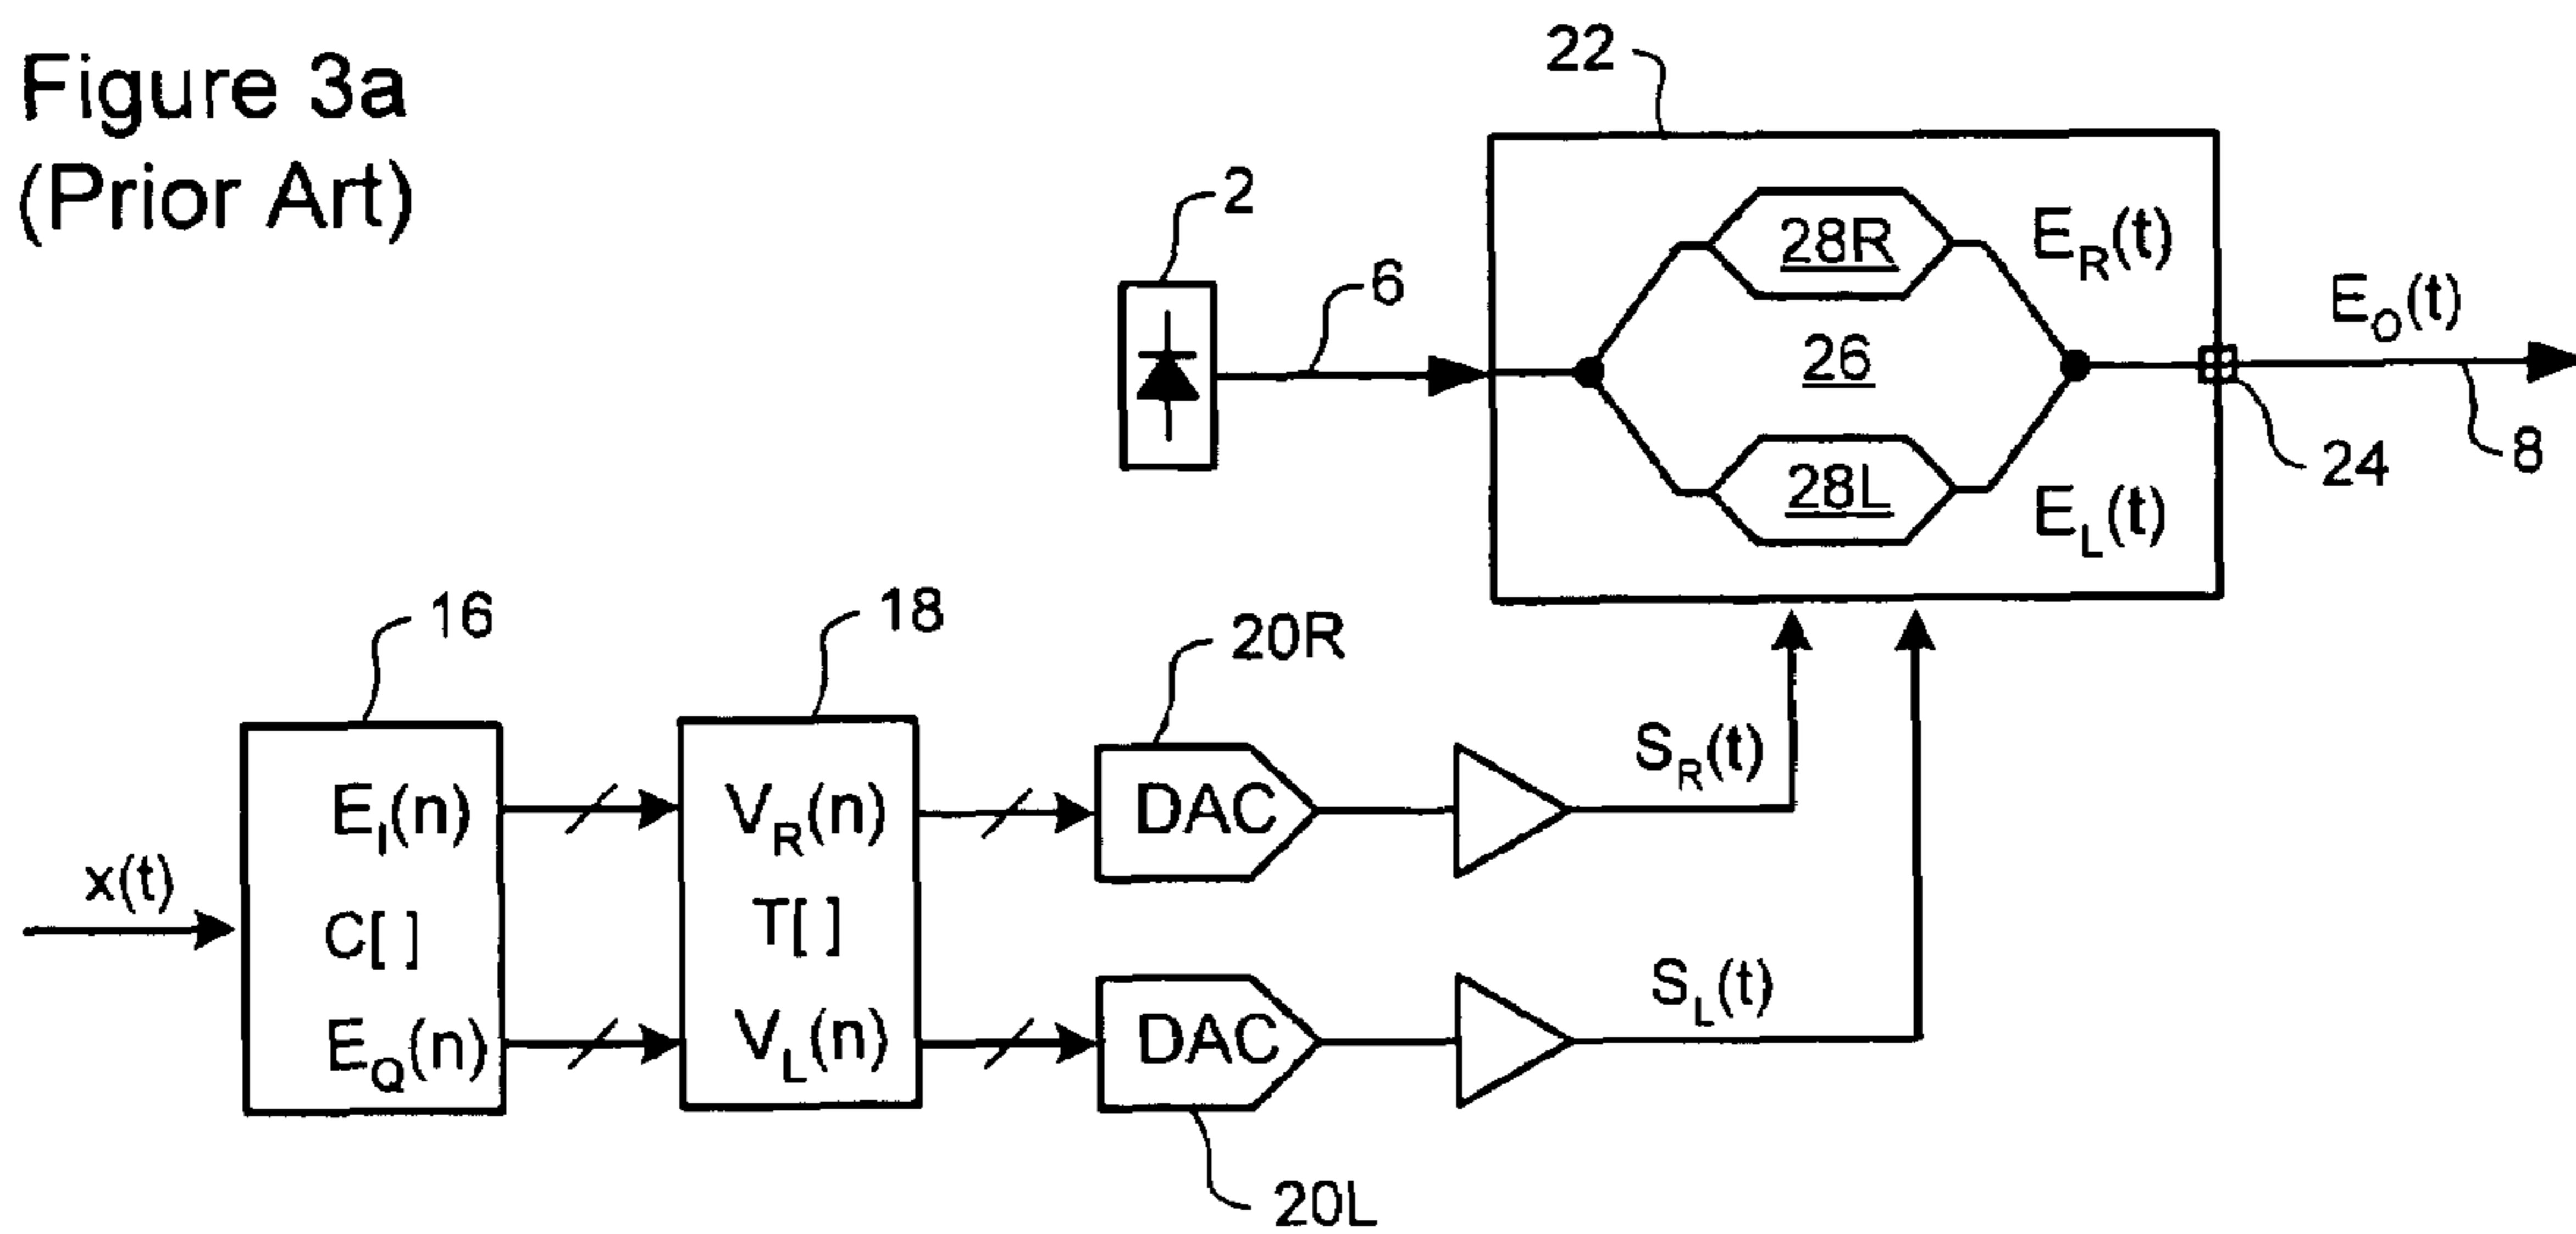 Figure 3a
(Prior Art)
22
2
6
28R
E_R(t)
26
E_O(t)
28L
E_L(t)
24
8
16
18
20R
x(t)
E_I(n)
C[ ]
E_Q(n)
V_R(n)
T[ ]
V_L(n)
DAC
S_R(t)
DAC
S_L(t)
20L